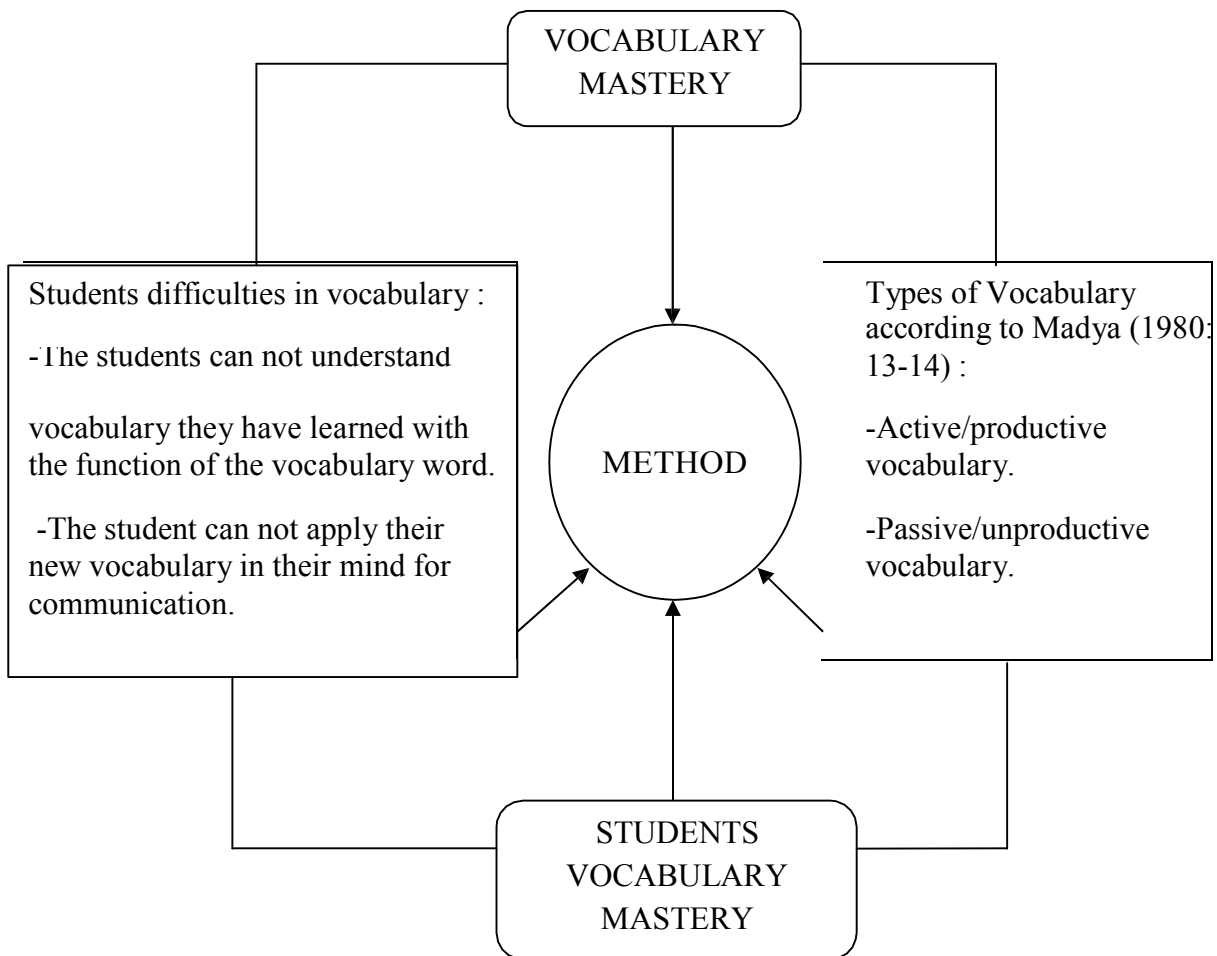 VOCABULARY
MASTERY
Students difficulties in vocabulary :
-The students can not understand
vocabulary they have learned with
the function of the vocabulary word.
-The student can not apply their
new vocabulary in their mind for
communication.
METHOD
Types of Vocabulary
according to Madya (1980:
13-14) :
-Active/productive
vocabulary.
-Passive/unproductive
vocabulary.
STUDENTS
VOCABULARY
MASTERY